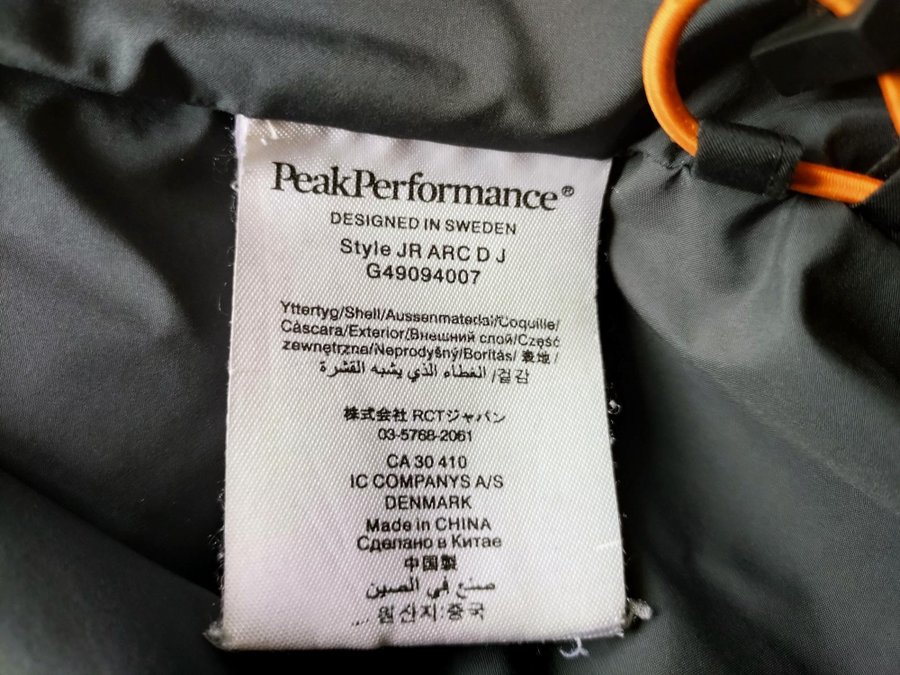 PeakPerformance®
DESIGNED IN SWEDEN
Style JR ARC D J
G49094007
Yttertyg/Shell/Aussenmaterial/Coquille/
Cáscara/Exterior/Внешний слой/Część
zewnętrzna/Neprodyšný/Borítás/ 表地 /
الغطاء الذي يشبه القشرة /겉감
株式会社 RCTジャパン
03-5768-2061
CA 30 410
IC COMPANYS A/S
DENMARK
Made in CHINA
Сделано в Китае
中国製
صنع في الصين
원산지:중국